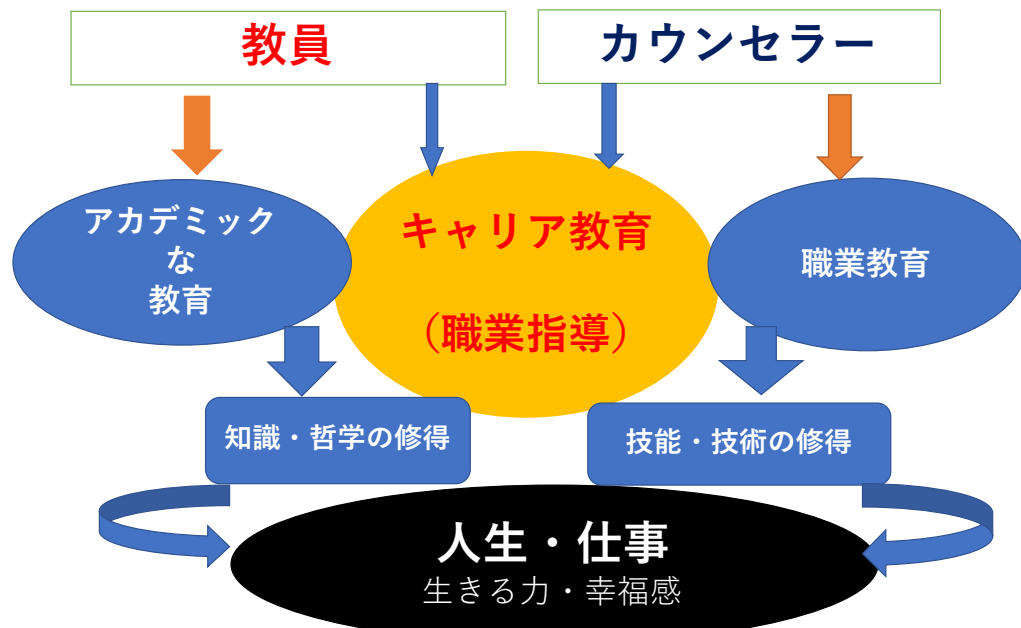 教員
カウンセラー
アカデミック
な
教育
キャリア教育
（職業指導）
職業教育
知識・哲学の修得
技能・技術の修得
人生・仕事
生きる力・幸福感